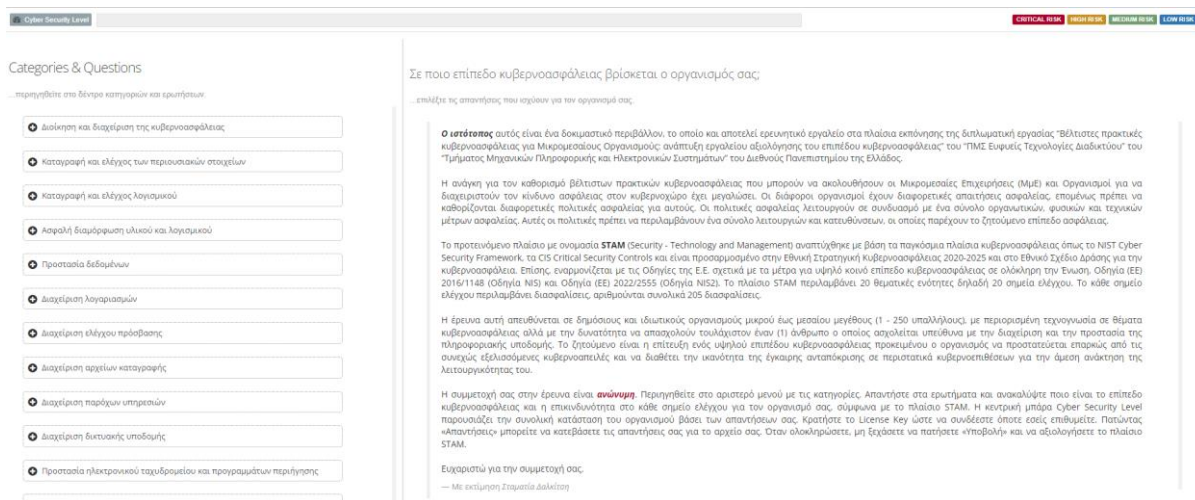 Cyber Security Level
CRITICAL RISK HIGH RISK MEDIUM RISK LOW RISK
Categories & Questions
...περιηγηθείτε στο δέντρο κατηγοριών και ερωτήσεων.
Διοίκηση και διαχείριση της κυβερνοασφάλειας
Καταγραφή και έλεγχος των περιουσιακών στοιχείων
Καταγραφή και έλεγχος λογισμικού
Ασφαλή διαμόρφωση υλικού και λογισμικού
Προστασία δεδομένων
Διαχείριση λογαριασμών
Διαχείριση ελέγχου πρόσβασης
Διαχείριση αρχείων καταγραφής
Διαχείριση παρόχων υπηρεσιών
Διαχείριση δικτυακής υποδομής
Προστασία ηλεκτρονικού ταχυδρομείου και προγραμμάτων περιήγησης
Σε ποιο επίπεδο κυβερνοασφάλειας βρίσκεται ο οργανισμός σας;
...επιλέξτε τις απαντήσεις που ισχύουν για τον οργανισμό σας.
Ο ιστότοπος αυτός είναι ένα δοκιμαστικό περιβάλλον, το οποίο και αποτελεί ερευνητικό εργαλείο στα πλαίσια εκπόνησης της διπλωματική εργασίας "Βέλτιστες πρακτικές
κυβερνοασφάλειας για Μικρομεσαίους Οργανισμούς: ανάπτυξη εργαλείου αξιολόγησης του επιπέδου κυβερνοασφάλειας" του "ΠΜΣ Ευφυείς Τεχνολογίες Διαδικτύου" του
"Τμήματος Μηχανικών Πληροφορικής και Ηλεκτρονικών Συστημάτων" του Διεθνούς Πανεπιστημίου της Ελλάδος.
Η ανάγκη για τον καθορισμό βέλτιστων πρακτικών κυβερνοασφάλειας που μπορούν να ακολουθήσουν οι Μικρομεσαίες Επιχειρήσεις (ΜμΕ) και Οργανισμοί για να
διαχειριστούν τον κίνδυνο ασφάλειας στον κυβερνοχώρο έχει μεγαλώσει. Οι διάφοροι οργανισμοί έχουν διαφορετικές απαιτήσεις ασφαλείας, επομένως πρέπει να
καθορίζονται διαφορετικές πολιτικές ασφαλείας για αυτούς. Οι πολιτικές ασφαλείας λειτουργούν σε συνδυασμό με ένα σύνολο οργανωτικών, φυσικών και τεχνικών
μέτρων ασφαλείας. Αυτές οι πολιτικές πρέπει να περιλαμβάνουν ένα σύνολο λειτουργιών και κατευθύνσεων, οι οποίες παρέχουν το ζητούμενο επίπεδο ασφάλειας.
Το προτεινόμενο πλαίσιο με ονομασία STAM (Security - Technology and Management) αναπτύχθηκε με βάση τα παγκόσμια πλαίσια κυβερνοασφάλειας όπως το NIST Cyber
Security Framework, τα CIS Critical Security Controls και είναι προσαρμοσμένο στην Εθνική Στρατηγική Κυβερνοασφάλειας 2020-2025 και στο Εθνικό Σχέδιο Δράσης για την
κυβερνοασφάλεια. Επίσης, εναρμονίζεται με τις Οδηγίες της Ε.Ε. σχετικά με τα μέτρα για υψηλό κοινό επίπεδο κυβερνοασφάλειας σε ολόκληρη την Ένωση, Οδηγία (ΕΕ)
2016/1148 (Οδηγία NIS) και Οδηγία (ΕΕ) 2022/2555 (Οδηγία NIS2). Το πλαίσιο STAM περιλαμβάνει 20 θεματικές ενότητες δηλαδή 20 σημεία ελέγχου. Το κάθε σημείο
ελέγχου περιλαμβάνει διασφαλίσεις, αριθμούνται συνολικά 205 διασφαλίσεις.
Η έρευνα αυτή απευθύνεται σε δημόσιους και ιδιωτικούς οργανισμούς μικρού έως μεσαίου μεγέθους (1 - 250 υπαλλήλους), με περιορισμένη τεχνογνωσία σε θέματα
κυβερνοασφάλειας αλλά με την δυνατότητα να απασχολούν τουλάχιστον έναν (1) άνθρωπο ο οποίος ασχολείται υπεύθυνα με την διαχείριση και την προστασία της
πληροφοριακής υποδομής. Το ζητούμενο είναι η επίτευξη ενός υψηλού επιπέδου κυβερνοασφάλειας προκειμένου ο οργανισμός να προστατεύεται επαρκώς από τις
συνεχώς εξελισσόμενες κυβερνοαπειλές και να διαθέτει την ικανότητα της έγκαιρης ανταπόκρισης σε περιστατικά κυβερνοεπιθέσεων για την άμεση ανάκτηση της
λειτουργικότητας του.
Η συμμετοχή σας στην έρευνα είναι ανώνυμη. Περιηγηθείτε στο αριστερό μενού με τις κατηγορίες. Απαντήστε στα ερωτήματα και ανακαλύψτε ποιο είναι το επίπεδο
κυβερνοασφάλειας και η επικινδυνότητα στο κάθε σημείο ελέγχου για τον οργανισμό σας, σύμφωνα με το πλαίσιο STAM. Η κεντρική μπάρα Cyber Security Level
παρουσιάζει την συνολική κατάσταση του οργανισμού βάσει των απαντήσεων σας. Κρατήστε το License Key ώστε να συνδέεστε όποτε εσείς επιθυμείτε. Πατώντας
«Απαντήσεις» μπορείτε να κατεβάσετε τις απαντήσεις σας για το αρχείο σας. Όταν ολοκληρώσετε, μη ξεχάσετε να πατήσετε «Υποβολή» και να αξιολογήσετε το πλαίσιο
STAM.
Ευχαριστώ για την συμμετοχή σας.
— Με εκτίμηση Σταματία Δαλκίτση